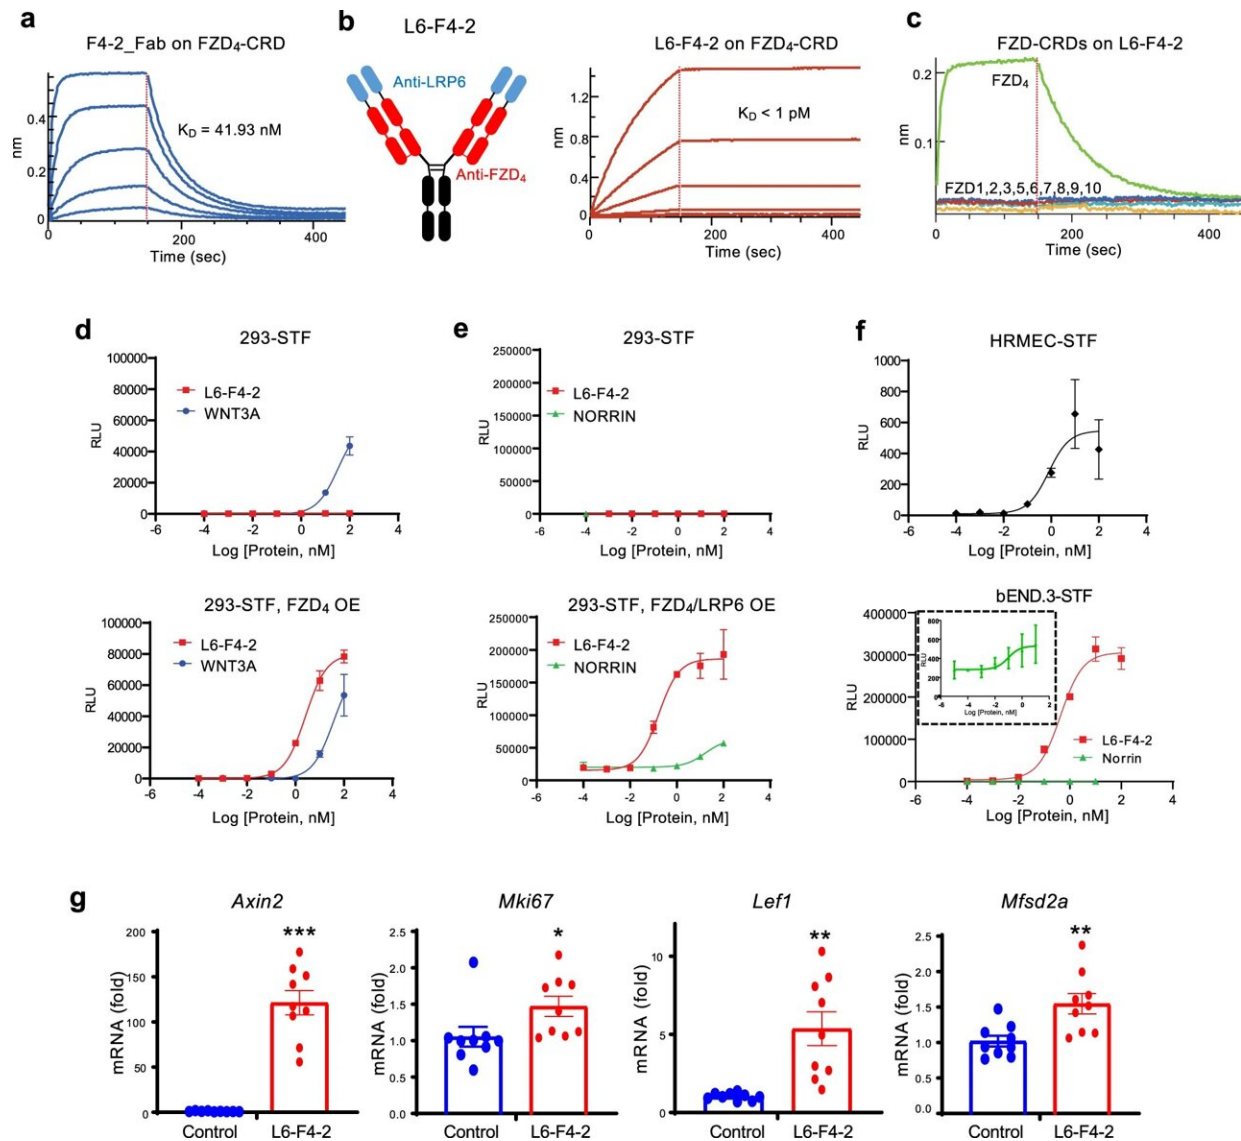 a
F4-2_Fab on FZD4-CRD
nm
0.4
0.2
0
KD = 41.93 nM
0
200
400
Time (sec)
b
L6-F4-2
Anti-LRP6
Anti-FZD4
L6-F4-2 on FZD4-CRD
1.2
0.8
0.4
0
KD < 1 pM
0
200
400
Time (sec)
c
FZD-CRDs on L6-F4-2
nm
0.2
0.1
FZD4
FZD1,2,3,5,6,7,8,9,10
0
200
400
Time (sec)
d
293-STF
RLU
100000
80000
60000
40000
20000
0
L6-F4-2
WNT3A
-6
-4
-2
0
2
4
Log [Protein, nM]
293-STF, FZD4 OE
RLU
100000
80000
60000
40000
20000
0
L6-F4-2
WNT3A
-6
-4
-2
0
2
4
Log [Protein, nM]
e
293-STF
RLU
250000
200000
150000
100000
50000
0
L6-F4-2
NORRIN
-6
-4
-2
0
2
4
Log [Protein, nM]
293-STF, FZD4/LRP6 OE
RLU
250000
200000
150000
100000
50000
0
L6-F4-2
NORRIN
-6
-4
-2
0
2
4
Log [Protein, nM]
f
HRMEC-STF
RLU
1000
800
600
400
200
0
-6
-4
-2
0
2
4
Log [Protein, nM]
bEND.3-STF
RLU
400000
300000
200000
100000
0
RLU
800
600
400
200
0
-6
-4
-2
0
2
Log [Protein, nM]
L6-F4-2
Norrin
-6
-4
-2
0
2
4
Log [Protein, nM]
g
Axin2
mRNA (fold)
200
150
100
50
0
***
Control
L6-F4-2
Mki67
mRNA (fold)
2.5
2.0
1.5
1.0
0.5
0.0
*
Control
L6-F4-2
Lef1
mRNA (fold)
10
5
0
**
Control
L6-F4-2
Mfsd2a
mRNA (fold)
2.5
2.0
1.5
1.0
0.5
0.0
**
Control
L6-F4-2